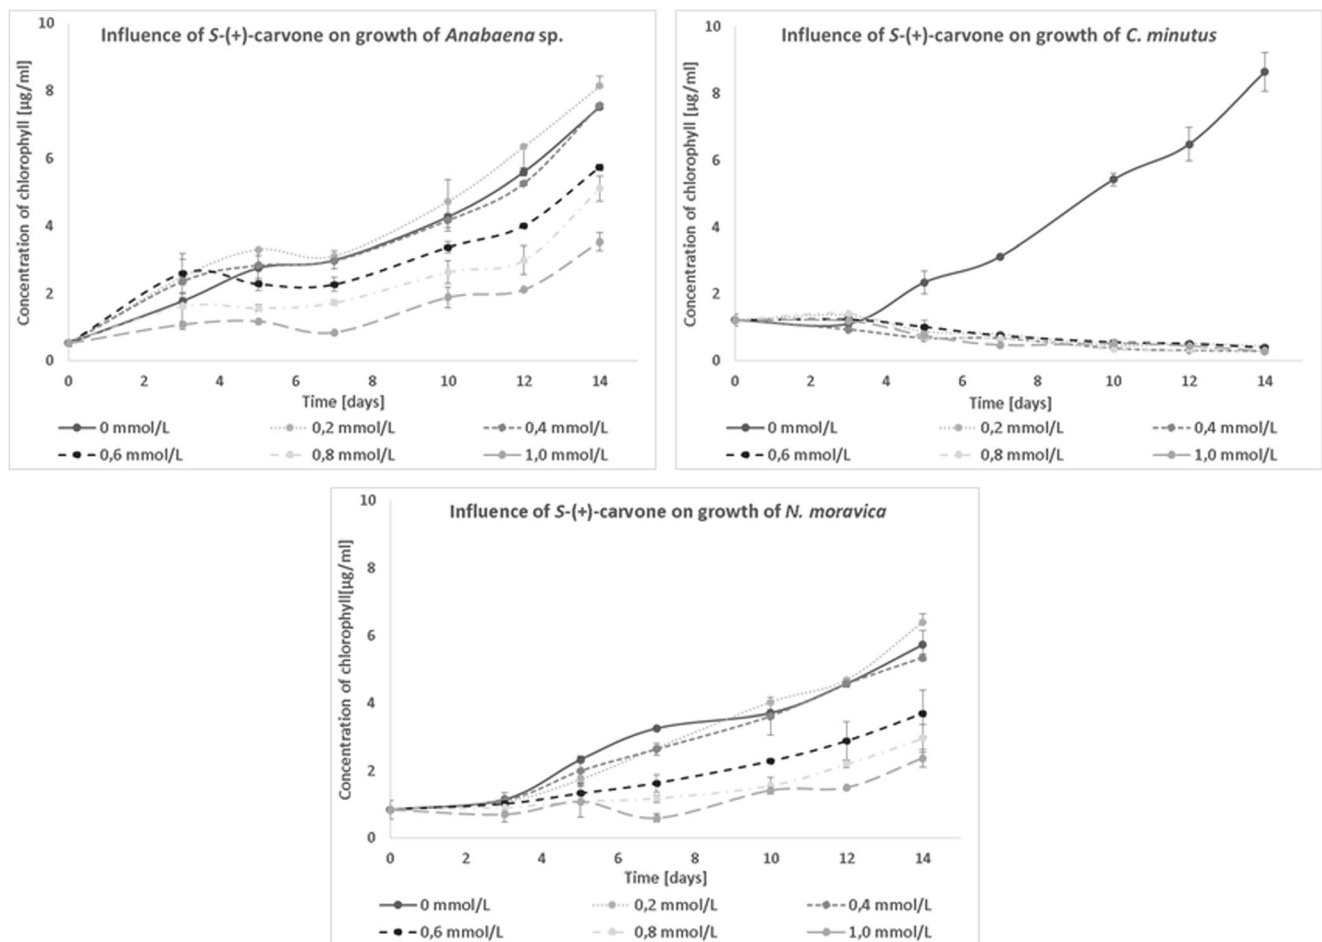 Influence of S-(+)-carvone on growth of Anabaena sp.
Concentration of chlorophyll [µg/ml]
10
8
6
4
2
0
0 2 4 6 8 10 12 14
Time [days]
0 mmol/L 0,2 mmol/L 0,4 mmol/L
0,6 mmol/L 0,8 mmol/L 1,0 mmol/L
Influence of S-(+)-carvone on growth of C. minutus
Concentration of chlorophyll [µg/ml]
10
8
6
4
2
0
0 2 4 6 8 10 12 14
Time [days]
0 mmol/L 0,2 mmol/L 0,4 mmol/L
0,6 mmol/L 0,8 mmol/L 1,0 mmol/L
Influence of S-(+)-carvone on growth of N. moravica
Concentration of chlorophyll[µg/ml]
10
8
6
4
2
0
0 2 4 6 8 10 12 14
Time [days]
0 mmol/L 0,2 mmol/L 0,4 mmol/L
0,6 mmol/L 0,8 mmol/L 1,0 mmol/L